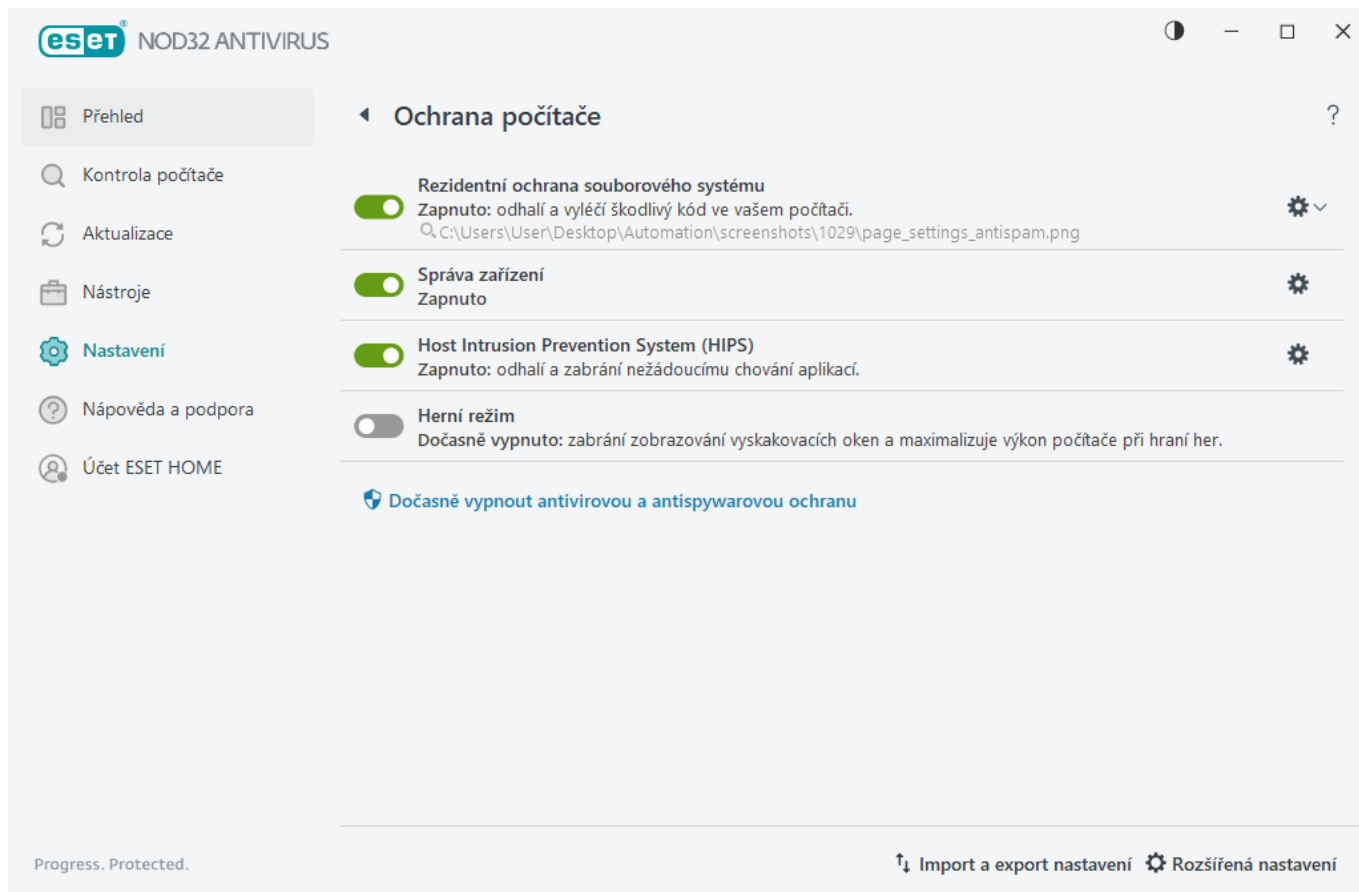 eset® NOD32 ANTIVIRUS
Přehled
Kontrola počítače
Aktualizace
Nástroje
Nastavení
Nápověda a podpora
Účet ESET HOME
Ochrana počítače
?
Rezidentní ochrana souborového systému
Zapnuto: odhalí a vyléčí škodlivý kód ve vašem počítači.
C:\Users\User\Desktop\Automation\screenshots\1029\page_settings_antispam.png
Správa zařízení
Zapnuto
Host Intrusion Prevention System (HIPS)
Zapnuto: odhalí a zabrání nežádoucímu chování aplikací.
Herní režim
Dočasně vypnuto: zabrání zobrazování vyskakovacích oken a maximalizuje výkon počítače při hraní her.
Dočasně vypnout antivirovou a antispywarovou ochranu
Progress. Protected.
Import a export nastavení
Rozšířená nastavení